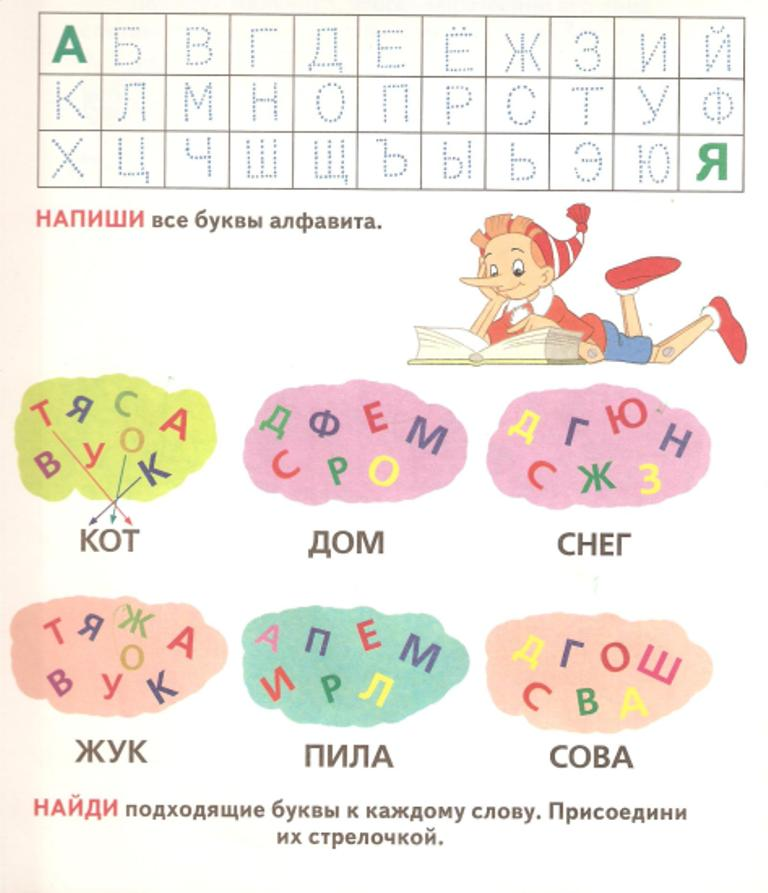 А Б В Г Д Е Ё Ж З И Й
К Л М Н О П Р С Т У Ф
Х Ц Ч Ш Щ Ъ Ы Ь Э Ю Я
НАПИШИ все буквы алфавита.
Т Я С А
В У О К
Д Ф Е М
С Р О
Д Г Ю Н
С Ж З
КОТ
ДОМ
СНЕГ
Т Я Ж А
О
В У К
А П Е М
И Р Л
Д Г О Ш
С В А
ЖУК
ПИЛА
СОВА
НАЙДИ подходящие буквы к каждому слову. Присоедини
их стрелочкой.